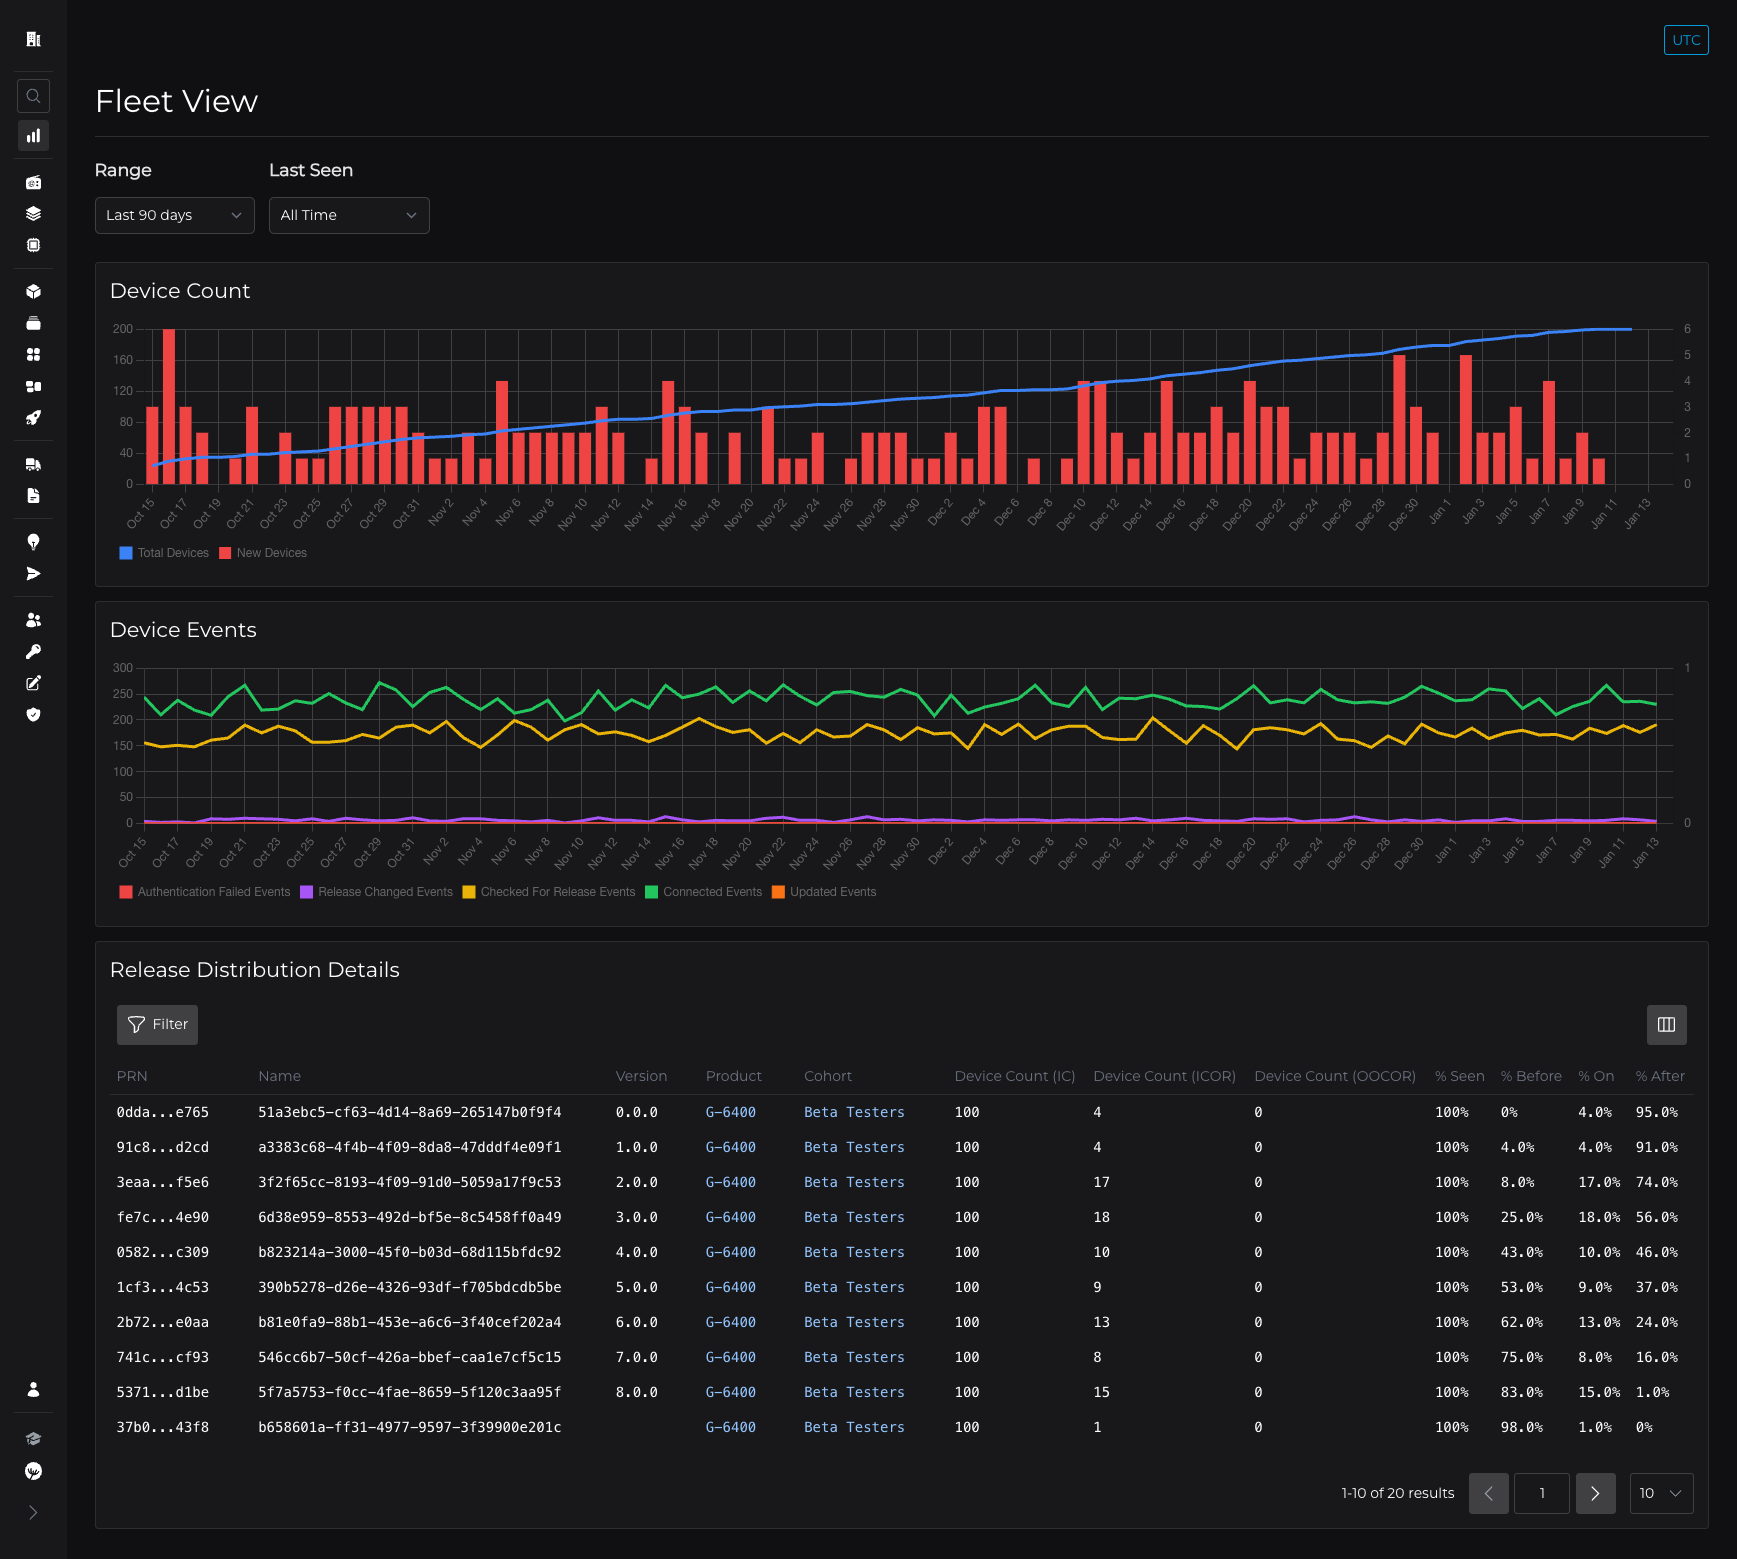 UTC
Fleet View
Range Last Seen
Last 90 days All Time
Device Count
200 6
160 5
120 4
80 3
40 2
0 1
0
Oct 15 Oct 17 Oct 19 Oct 21 Oct 23 Oct 25 Oct 27 Oct 29 Oct 31 Nov 2 Nov 4 Nov 6 Nov 8 Nov 10 Nov 12 Nov 14 Nov 16 Nov 18 Nov 20 Nov 22 Nov 24 Nov 26 Nov 28 Nov 30 Dec 2 Dec 4 Dec 6 Dec 8 Dec 10 Dec 12 Dec 14 Dec 16 Dec 18 Dec 20 Dec 22 Dec 24 Dec 26 Dec 28 Dec 30 Jan 1 Jan 3 Jan 5 Jan 7 Jan 9 Jan 11 Jan 13
Total Devices New Devices
Device Events
300 1
250
200
150
100
50
0 0
Oct 15 Oct 17 Oct 19 Oct 21 Oct 23 Oct 25 Oct 27 Oct 29 Oct 31 Nov 2 Nov 4 Nov 6 Nov 8 Nov 10 Nov 12 Nov 14 Nov 16 Nov 18 Nov 20 Nov 22 Nov 24 Nov 26 Nov 28 Nov 30 Dec 2 Dec 4 Dec 6 Dec 8 Dec 10 Dec 12 Dec 14 Dec 16 Dec 18 Dec 20 Dec 22 Dec 24 Dec 26 Dec 28 Dec 30 Jan 1 Jan 3 Jan 5 Jan 7 Jan 9 Jan 11 Jan 13
Authentication Failed Events Release Changed Events Checked For Release Events Connected Events Updated Events
Release Distribution Details
Filter
PRN Name Version Product Cohort Device Count (IC) Device Count (ICOR) Device Count (OOCOR) % Seen % Before % On % After
0dda...e765 51a3ebc5-cf63-4d14-8a69-265147b0f9f4 0.0.0 G-6400 Beta Testers 100 4 0 100% 0% 4.0% 95.0%
91c8...d2cd a3383c68-4f4b-4f09-8da8-47dddf4e09f1 1.0.0 G-6400 Beta Testers 100 4 0 100% 4.0% 4.0% 91.0%
3eaa...f5e6 3f2f65cc-8193-4f09-91d0-5059a17f9c53 2.0.0 G-6400 Beta Testers 100 17 0 100% 8.0% 17.0% 74.0%
fe7c...4e90 6d38e959-8553-492d-bf5e-8c5458ff0a49 3.0.0 G-6400 Beta Testers 100 18 0 100% 25.0% 18.0% 56.0%
0582...c309 b823214a-3000-45f0-b03d-68d115bfdc92 4.0.0 G-6400 Beta Testers 100 10 0 100% 43.0% 10.0% 46.0%
1cf3...4c53 390b5278-d26e-4326-93df-f705bdcdb5be 5.0.0 G-6400 Beta Testers 100 9 0 100% 53.0% 9.0% 37.0%
2b72...e0aa b81e0fa9-88b1-453e-a6c6-3f40cef202a4 6.0.0 G-6400 Beta Testers 100 13 0 100% 62.0% 13.0% 24.0%
741c...cf93 546cc6b7-50cf-426a-bbef-caa1e7cf5c15 7.0.0 G-6400 Beta Testers 100 8 0 100% 75.0% 8.0% 16.0%
5371...d1be 5f7a5753-f0cc-4fae-8659-5f120c3aa95f 8.0.0 G-6400 Beta Testers 100 15 0 100% 83.0% 15.0% 1.0%
37b0...43f8 b658601a-ff31-4977-9597-3f39900e201c G-6400 Beta Testers 100 1 0 100% 98.0% 1.0% 0%
1-10 of 20 results 1 10